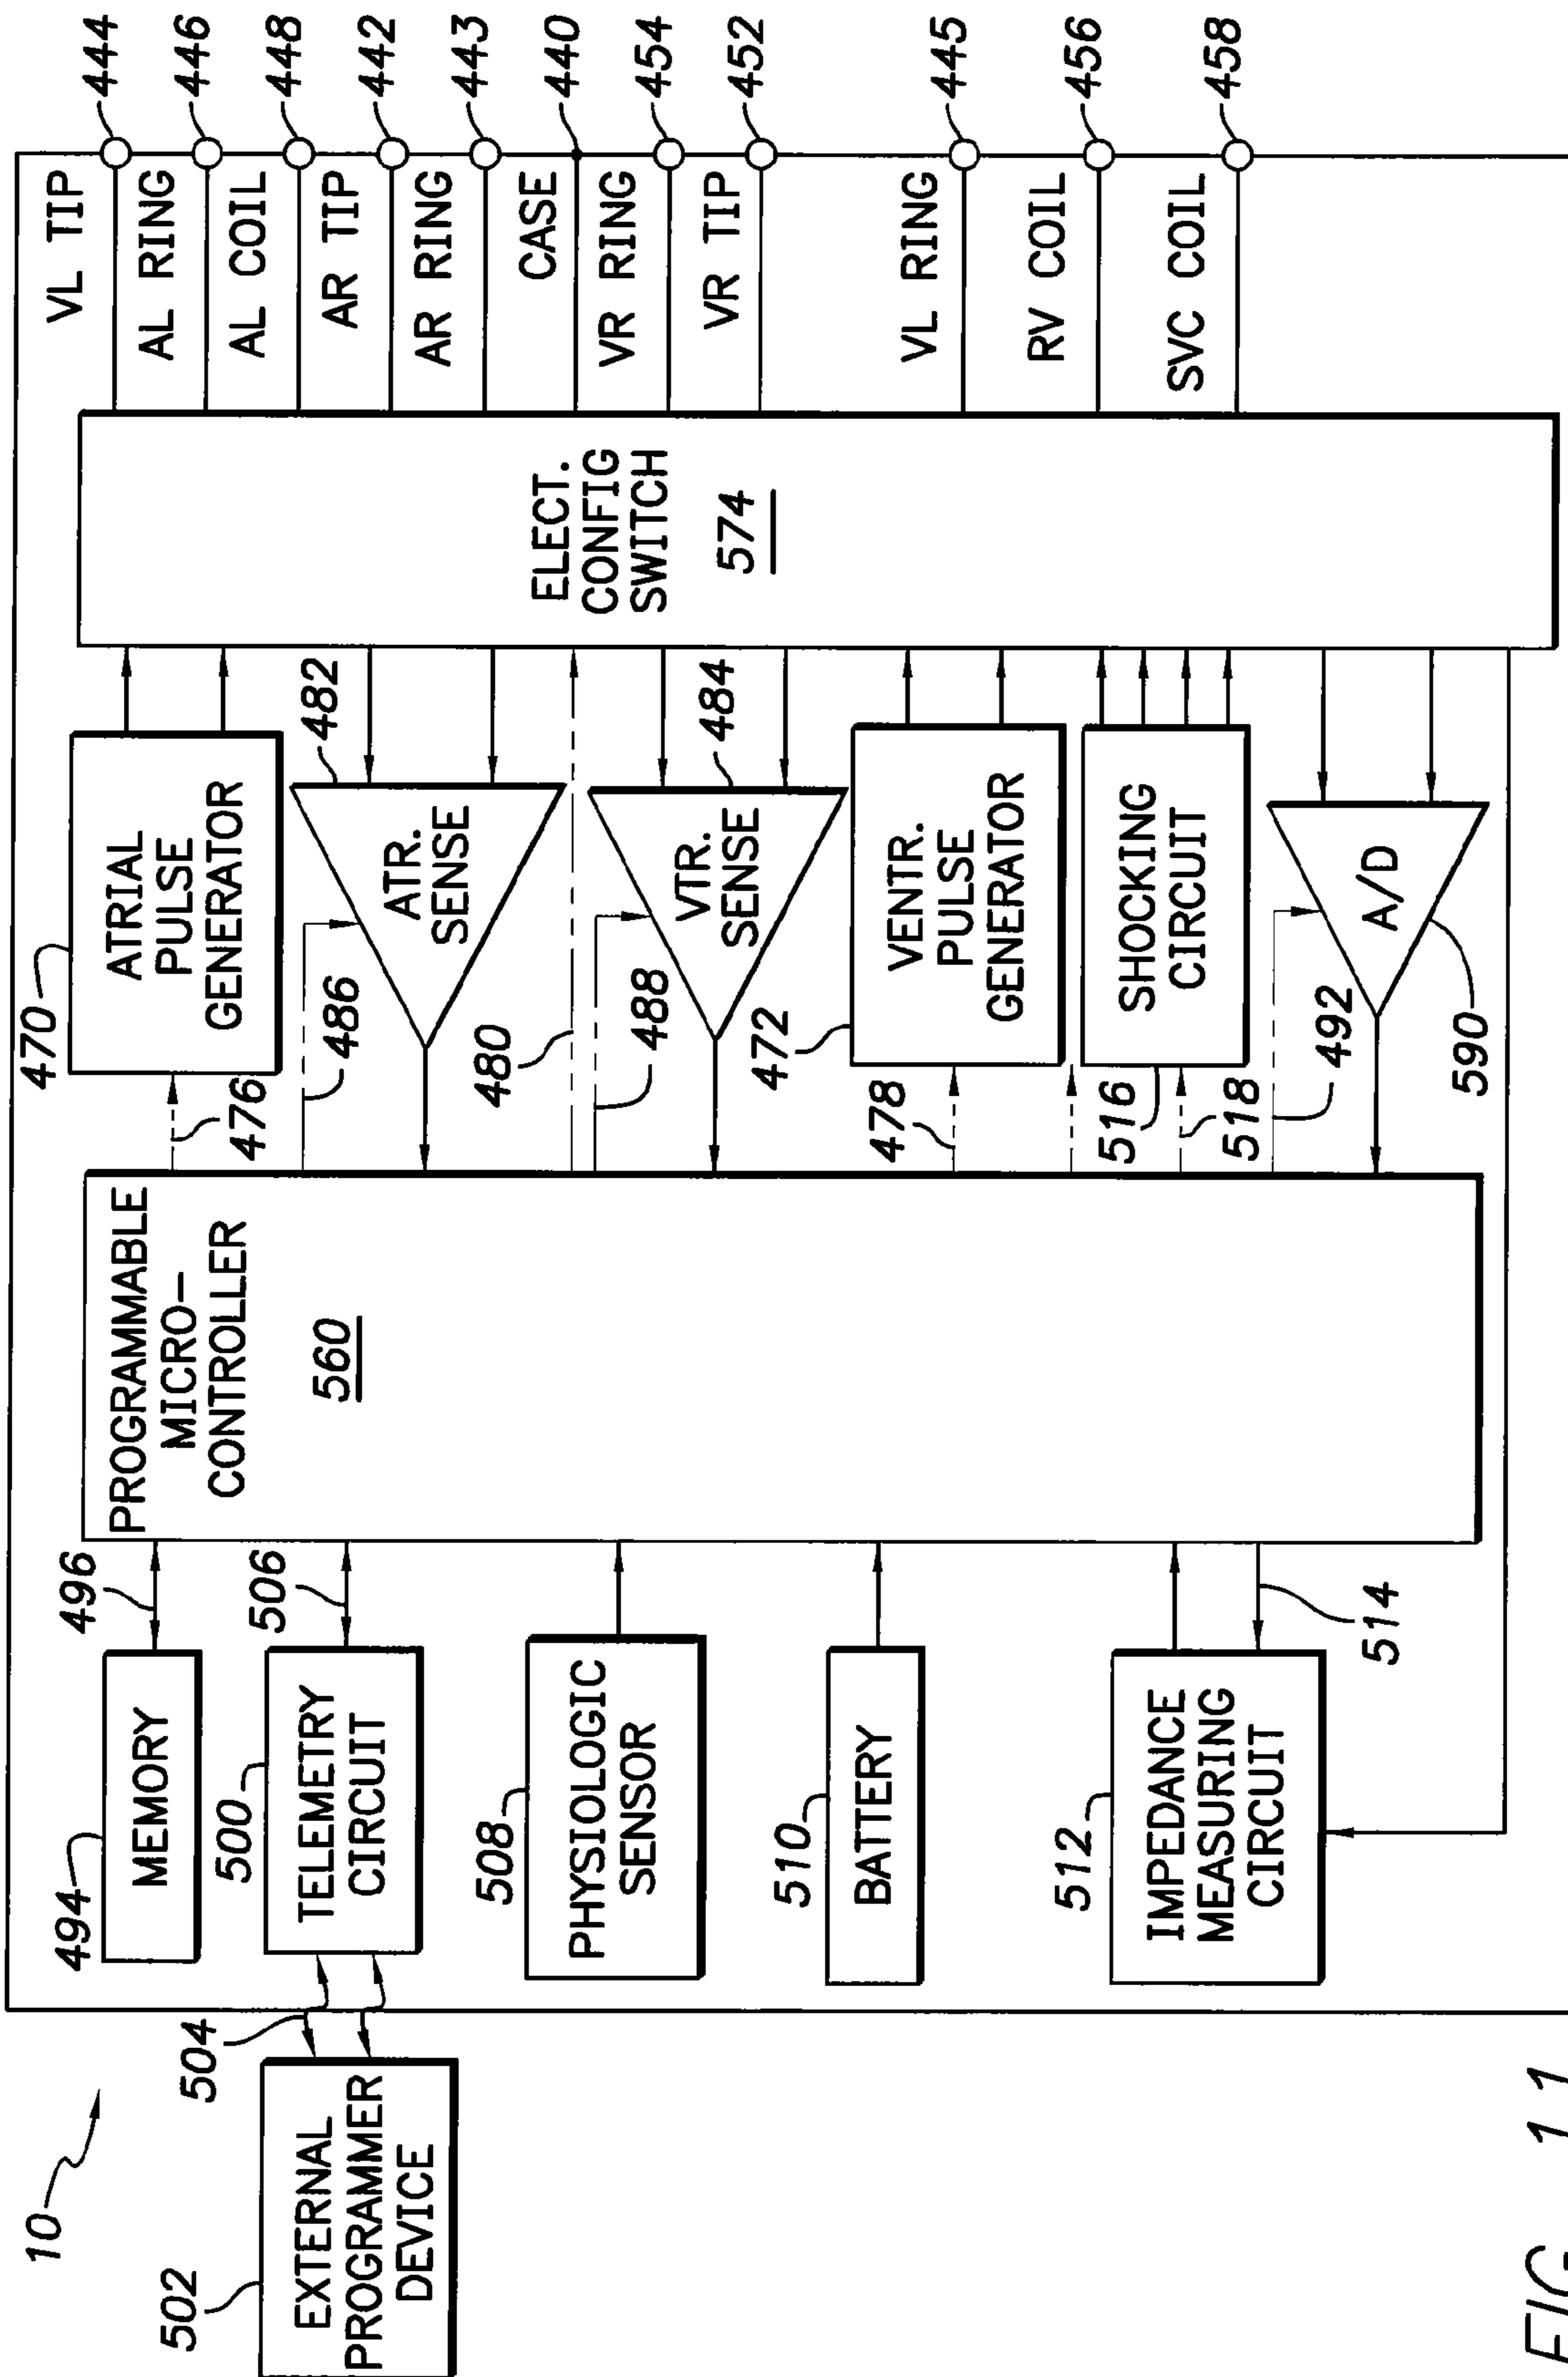 10
502
EXTERNAL
PROGRAMMER
DEVICE
504
494
MEMORY
496
500
TELEMETRY
CIRCUIT
506
508
PHYSIOLOGIC
SENSOR
510
BATTERY
512
IMPEDANCE
MEASURING
CIRCUIT
514
PROGRAMMABLE
MICRO-
CONTROLLER
560
470
ATRIAL
PULSE
GENERATOR
476
482
ATR.
SENSE
486
480
484
VTR.
SENSE
488
472
VENTR.
PULSE
GENERATOR
478
SHOCKING
CIRCUIT
516
518
492
A/D
590
ELECT.
CONFIG
SWITCH
574
VL TIP
444
AL RING
446
AL COIL
448
AR TIP
442
AR RING
443
CASE
440
VR RING
454
VR TIP
452
VL RING
445
RV COIL
456
SVC COIL
458
FIG. 11